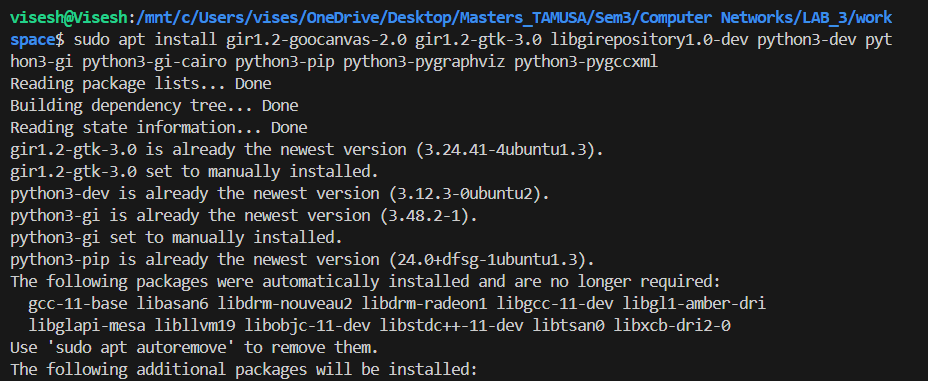 visesh@Visesh:/mnt/c/Users/vises/OneDrive/Desktop/Masters_TAMUSA/Sem3/Computer Networks/LAB_3/work
space$ sudo apt install gir1.2-goocanvas-2.0 gir1.2-gtk-3.0 libgirepository1.0-dev python3-dev pyt
hon3-gi python3-gi-cairo python3-pip python3-pygraphviz python3-pygccxml
Reading package lists... Done
Building dependency tree... Done
Reading state information... Done
gir1.2-gtk-3.0 is already the newest version (3.24.41-4ubuntu1.3).
gir1.2-gtk-3.0 set to manually installed.
python3-dev is already the newest version (3.12.3-0ubuntu2).
python3-gi is already the newest version (3.48.2-1).
python3-gi set to manually installed.
python3-pip is already the newest version (24.0+dfsg-1ubuntu1.3).
The following packages were automatically installed and are no longer required:
  gcc-11-base libasan6 libdrm-nouveau2 libdrm-radeon1 libgcc-11-dev libgl1-amber-dri
  libglapi-mesa libllvm19 libobjc-11-dev libstdc++-11-dev libtsan0 libxcb-dri2-0
Use 'sudo apt autoremove' to remove them.
The following additional packages will be installed: